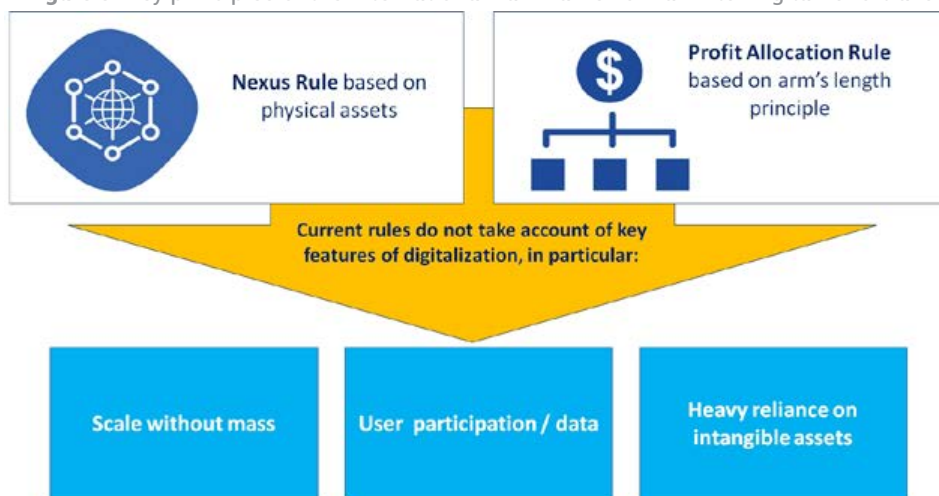 Nexus Rule based on
physical assets
$
Profit Allocation Rule
based on arm's length
principle
Current rules do not take account of key
features of digitalization, in particular:
Scale without mass
User participation / data
Heavy reliance on
intangible assets